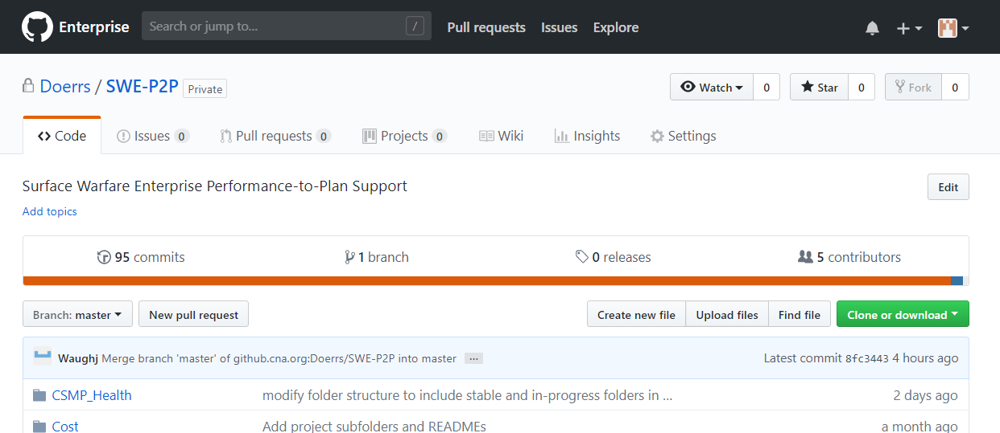 Enterprise Search or jump to... / Pull requests Issues Explore
Doerrs / SWE-P2P Private Watch 0 Star 0 Fork 0
Code Issues 0 Pull requests 0 Projects 0 Wiki Insights Settings
Surface Warfare Enterprise Performance-to-Plan Support Edit
Add topics
95 commits 1 branch 0 releases 5 contributors
Branch: master New pull request Create new file Upload files Find file Clone or download
Waughj Merge branch 'master' of github.cna.org:Doerrs/SWE-P2P into master ... Latest commit 8fc3443 4 hours ago
CSMP_Health modify folder structure to include stable and in-progress folders in ... 2 days ago
Cost Add project subfolders and READMEs a month ago